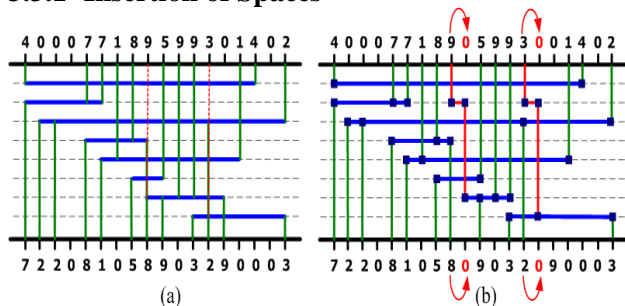 Insertion of Spaces
4 0 0 0 7 7 1 8 9 5 9 9 3 0 1 4 0 2
7 2 2 0 8 1 0 5 8 9 0 3 2 9 0 0 0 3
(a)
4 0 0 0 7 7 1 8 9 0 5 9 9 3 0 0 1 4 0 2
7 2 2 0 8 1 0 5 8 0 9 0 3 2 0 9 0 0 0 3
(b)